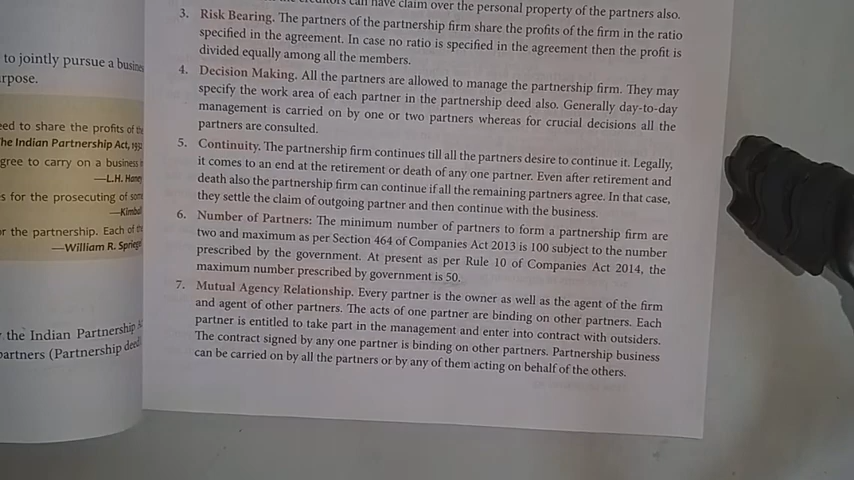 to jointly pursue a
rpose.
eed to share the profits of
he Indian Partnership Act,
gree to carry on a business
—L.H.
s for the prosecuting of
or the partnership. Each of
—William R.
the Indian Partnership
artners (Partnership deed
can have claim over the personal property of the partners also.
3. Risk Bearing. The partners of the partnership firm share the profits of the firm in the ratio
specified in the agreement. In case no ratio is specified in the agreement then the profit is
divided equally among all the members.
4. Decision Making. All the partners are allowed to manage the partnership firm. They may
specify the work area of each partner in the partnership deed also. Generally day-to-day
management is carried on by one or two partners whereas for crucial decisions all the
partners are consulted.
5. Continuity. The partnership firm continues till all the partners desire to continue it. Legally,
it comes to an end at the retirement or death of any one partner. Even after retirement and
death also the partnership firm can continue if all the remaining partners agree. In that case,
they settle the claim of outgoing partner and then continue with the business.
6. Number of Partners: The minimum number of partners to form a partnership firm are
two and maximum as per Section 464 of Companies Act 2013 is 100 subject to the number
prescribed by the government. At present as per Rule 10 of Companies Act 2014, the
maximum number prescribed by government is 50.
7. Mutual Agency Relationship. Every partner is the owner as well as the agent of the firm
and agent of other partners. The acts of one partner are binding on other partners. Each
partner is entitled to take part in the management and enter into contract with outsiders.
The contract signed by any one partner is binding on other partners. Partnership business
can be carried on by all the partners or by any of them acting on behalf of the others.